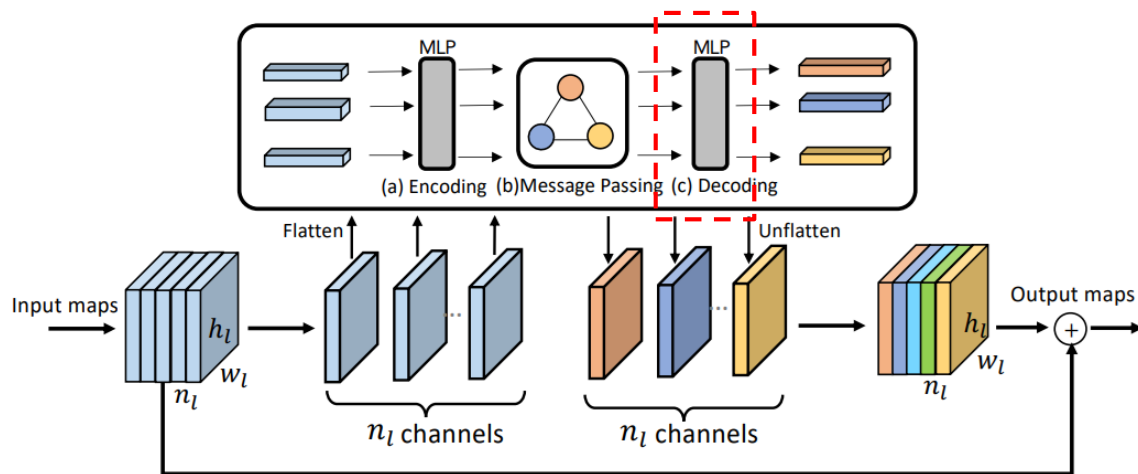 MLP
MLP
(a) Encoding
(b)Message Passing
(c) Decoding
Flatten
Unflatten
Input maps
h_l
w_l
n_l
...
...
h_l
w_l
n_l
Output maps
+
n_l channels
n_l channels